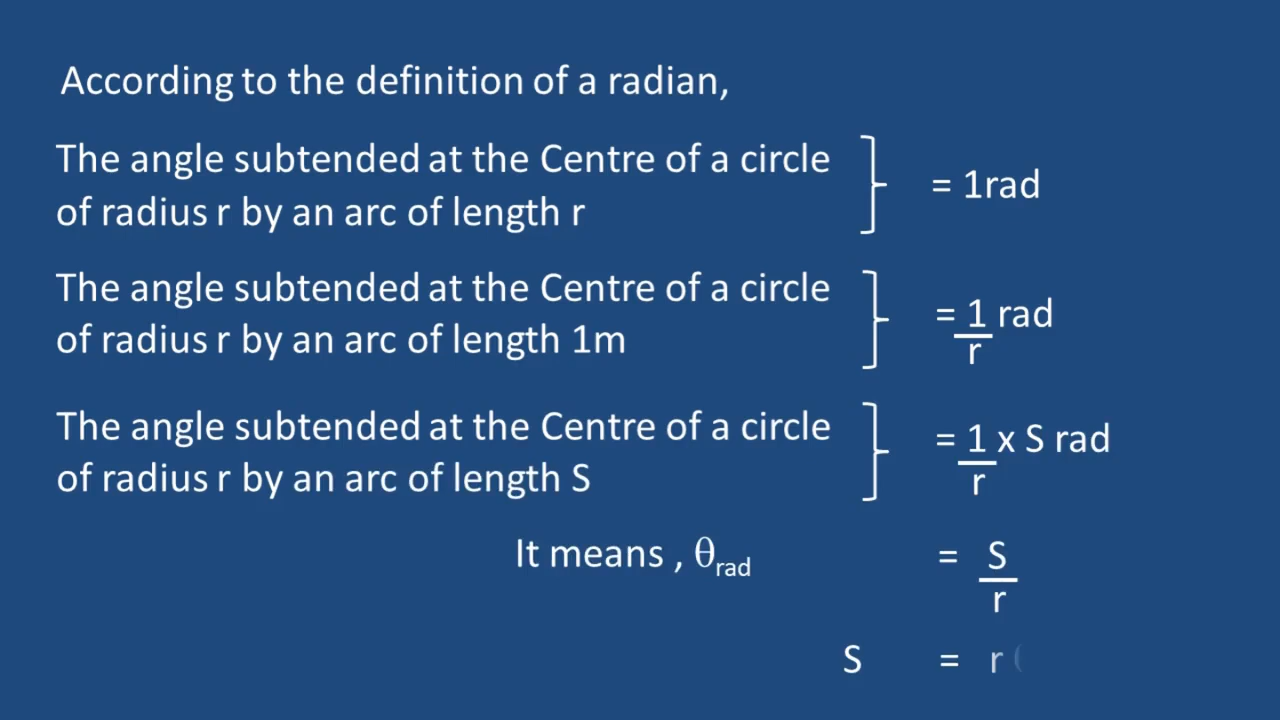 According to the definition of a radian,
The angle subtended at the Centre of a circle
of radius r by an arc of length r
= 1rad
The angle subtended at the Centre of a circle
of radius r by an arc of length 1m
= 1 rad
r
The angle subtended at the Centre of a circle
of radius r by an arc of length S
= 1 x S rad
r
It means , θrad = S
r
S = r (